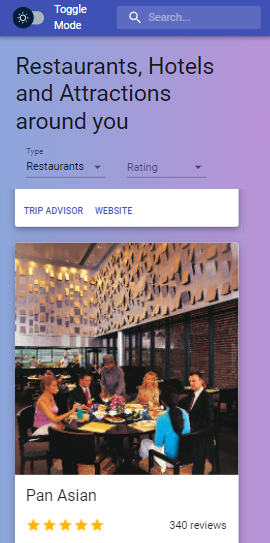 Toggle
Mode
Search...
Restaurants, Hotels
and Attractions
around you
Type
Restaurants
Rating
TRIP ADVISOR
WEBSITE
Pan Asian
340 reviews